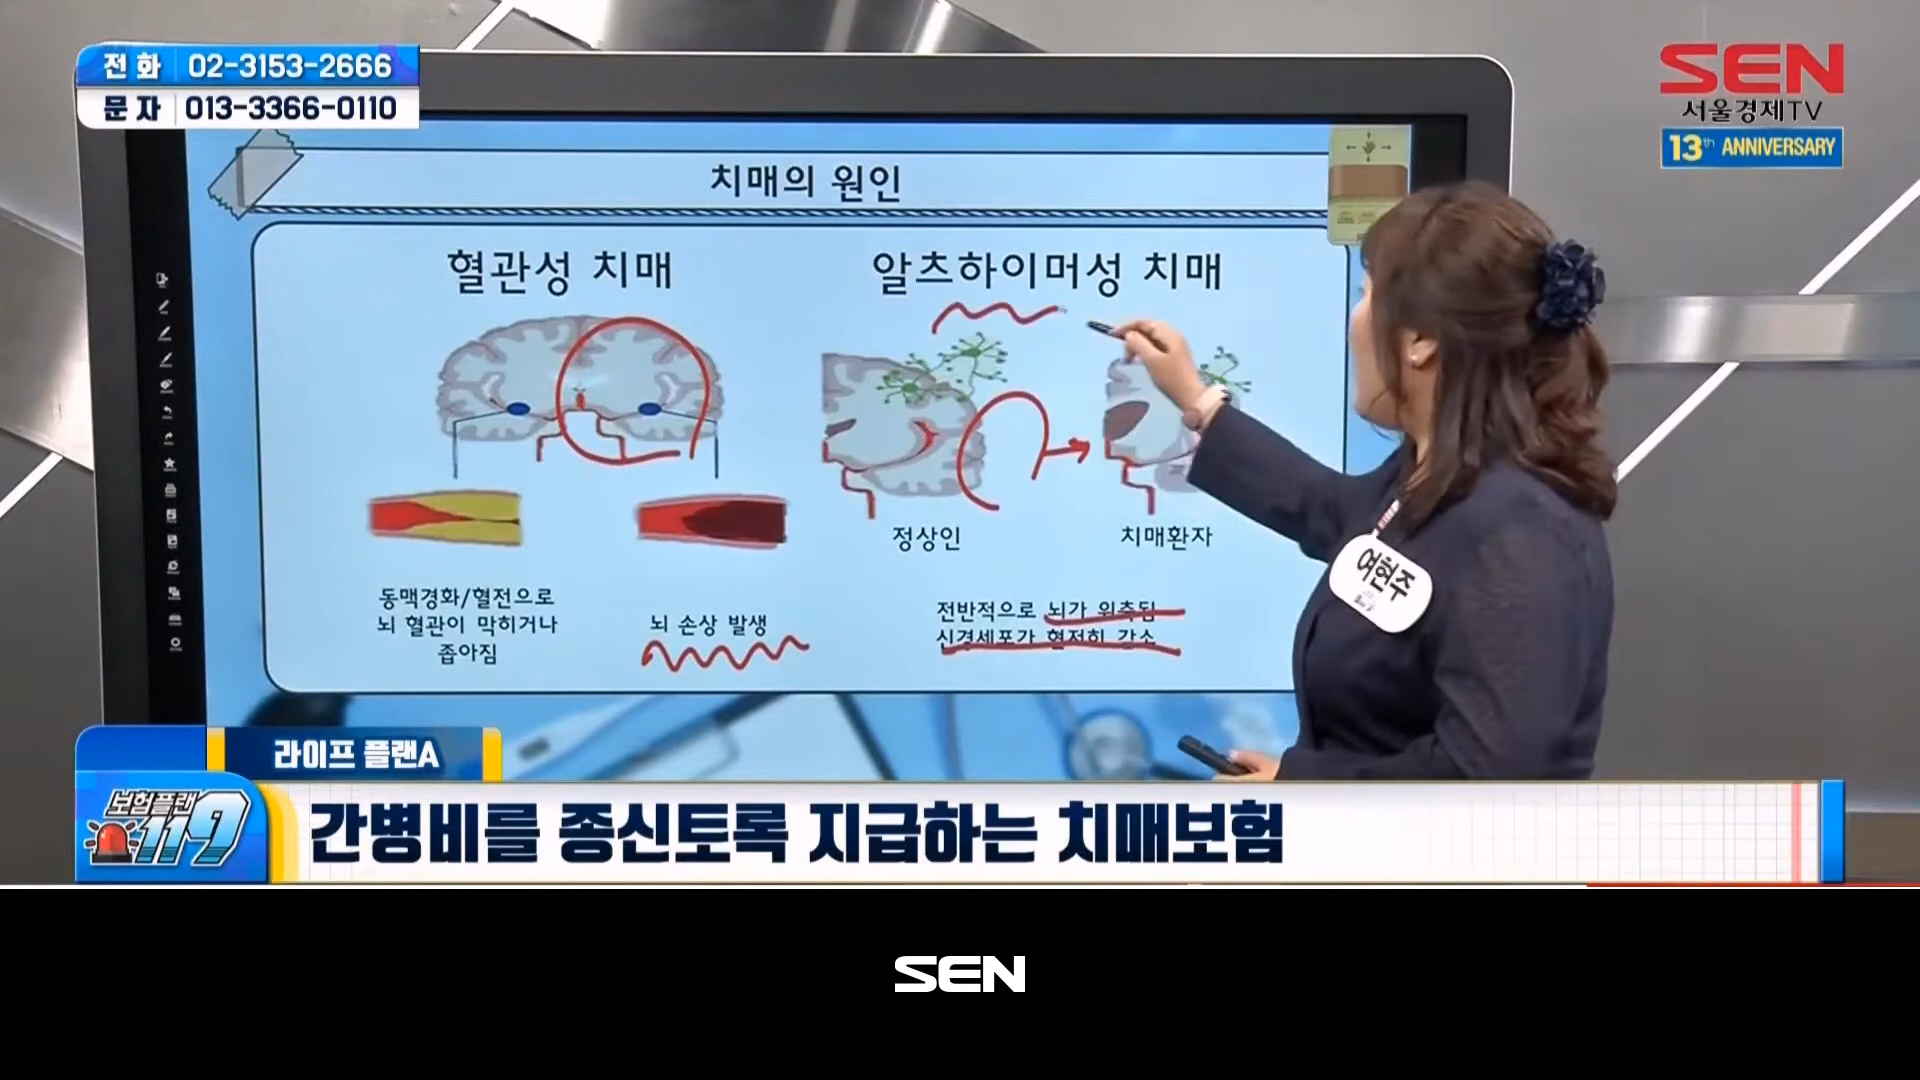 전화 02-3153-2666
문자 013-3366-0110
SEN
서울경제TV
13th ANNIVERSARY
치매의 원인
혈관성 치매
알츠하이머성 치매
정상인
치매환자
동맥경화/혈전으로
뇌 혈관이 막히거나
좁아짐
뇌 손상 발생
전반적으로 뇌가 위축됨
신경세포가 현저히 감소
여현주
라이프 플랜A
보험플랜
119
간병비를 종신토록 지급하는 치매보험
SEN